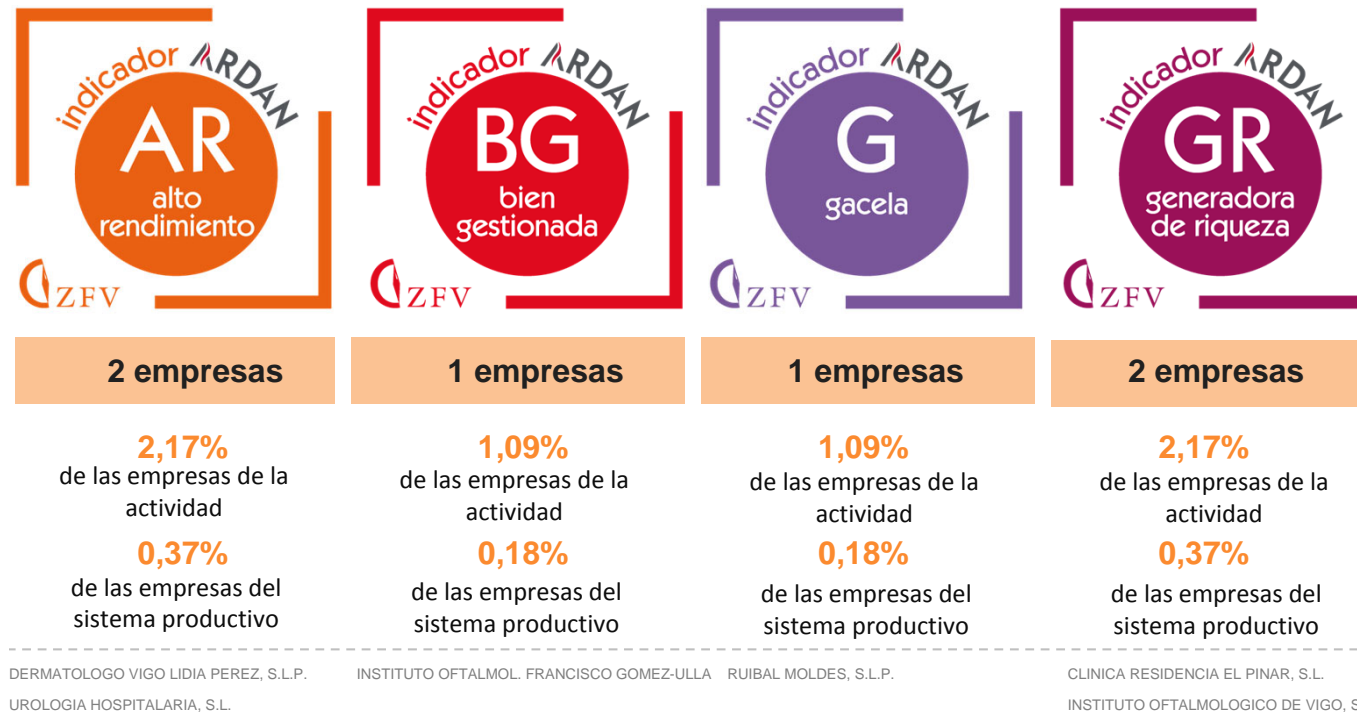 indicador ARDAN
AR
alto
rendimiento
ZFV
2 empresas
2,17%
de las empresas de la
actividad
0,37%
de las empresas del
sistema productivo
DERMATOLOGO VIGO LIDIA PEREZ, S.L.P.
UROLOGIA HOSPITALARIA, S.L.
indicador ARDAN
BG
bien
gestionada
ZFV
1 empresas
1,09%
de las empresas de la
actividad
0,18%
de las empresas del
sistema productivo
INSTITUTO OFTALMOL. FRANCISCO GOMEZ-ULLA
indicador ARDAN
G
gacela
ZFV
1 empresas
1,09%
de las empresas de la
actividad
0,18%
de las empresas del
sistema productivo
RUIBAL MOLDES, S.L.P.
indicador ARDAN
GR
generadora
de riqueza
ZFV
2 empresas
2,17%
de las empresas de la
actividad
0,37%
de las empresas del
sistema productivo
CLINICA RESIDENCIA EL PINAR, S.L.
INSTITUTO OFTALMOLOGICO DE VIGO, S